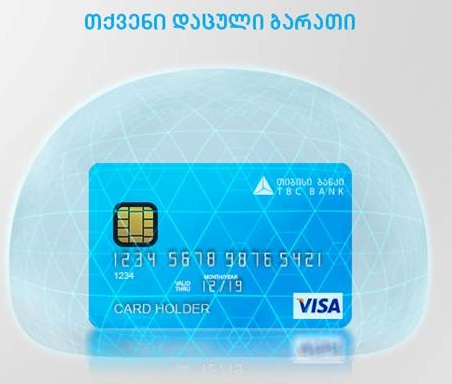 თქვენი დაცული ბარათი
თიბისი ბანკი
TBC BANK
1234 5678 9876 5421
1234
MONTH/YEAR
VALID
THRU
12/19
CARD HOLDER
VISA